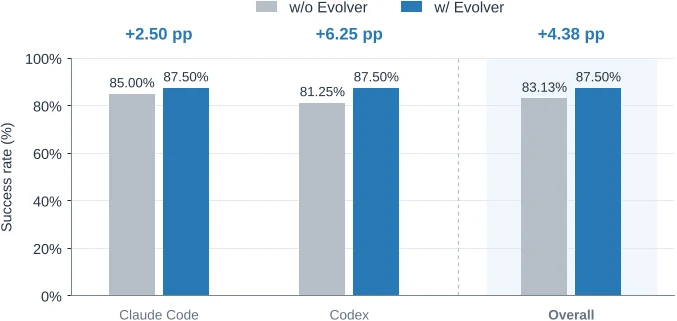 w/o Evolver w/ Evolver
+2.50 pp +6.25 pp +4.38 pp
100%
85.00% 87.50% 81.25% 87.50% 83.13% 87.50%
80%
60%
40%
20%
0%
Success rate (%)
Claude Code Codex Overall